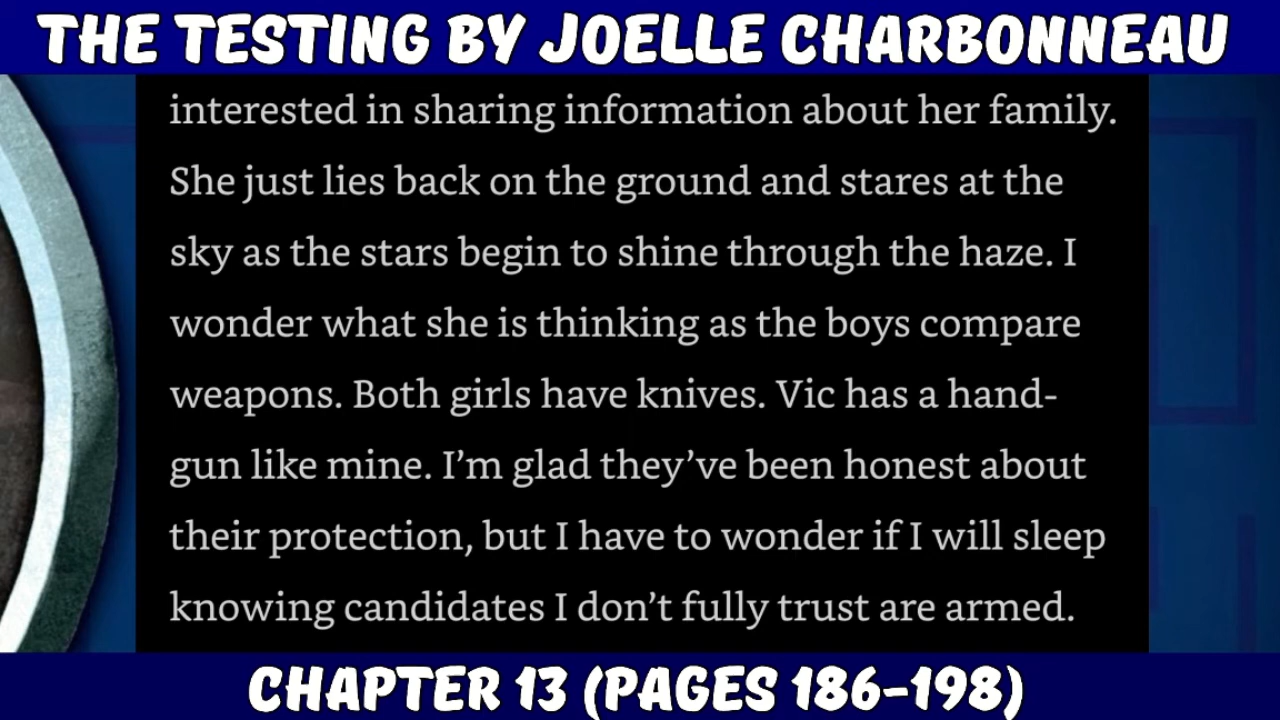 THE TESTING BY JOELLE CHARBONNEAU
interested in sharing information about her family.
She just lies back on the ground and stares at the
sky as the stars begin to shine through the haze. I
wonder what she is thinking as the boys compare
weapons. Both girls have knives. Vic has a hand-
gun like mine. I’m glad they’ve been honest about
their protection, but I have to wonder if I will sleep
knowing candidates I don’t fully trust are armed.
CHAPTER 13 (PAGES 186-198)